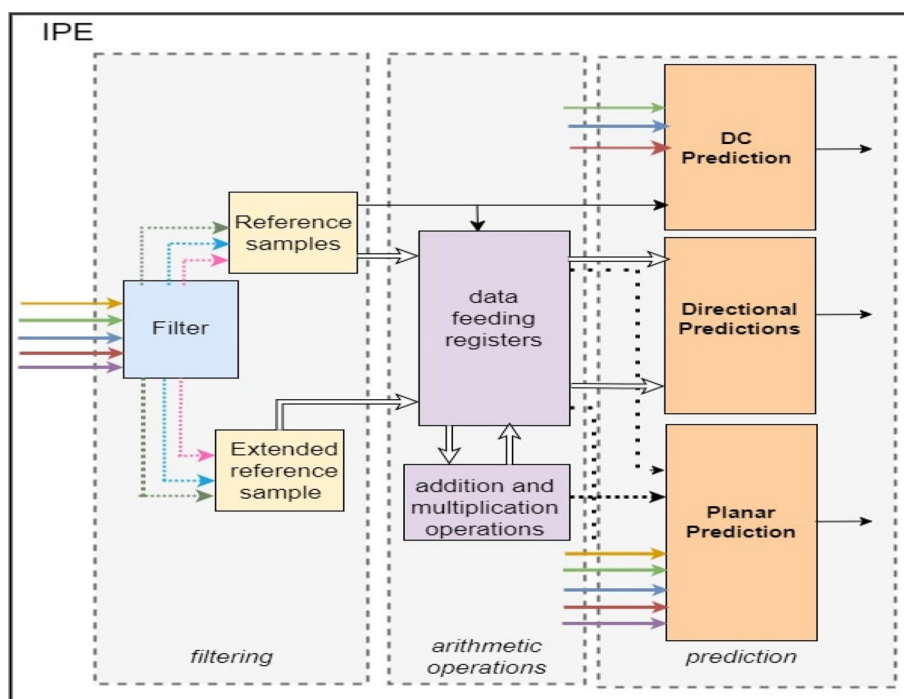 IPE
Reference
samples
Filter
Extended
reference
sample
filtering
data
feeding
registers
addition and
multiplication
operations
arithmetic
operations
DC
Prediction
Directional
Predictions
Planar
Prediction
prediction